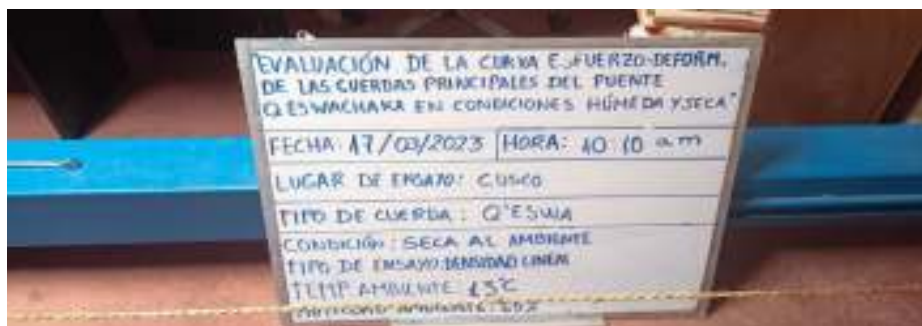 "EVALUACIÓN DE LA CURVA ESFUERZO-DEFORM.
DE LAS CUERDAS PRINCIPALES DEL PUENTE
Q'ESWACHAKA EN CONDICIONES HÚMEDA Y SECA"
FECHA: 17/03/2023 HORA: 10 10 am
LUGAR DE ENSAYO: CUSCO
TIPO DE CUERDA: Q'ESWA
CONDICIÓN: SECA AL AMBIENTE
TIPO DE ENSAYO: DENSIDAD LINEAL
TEMP. AMBIENTE 13°C
AMBIENTE: